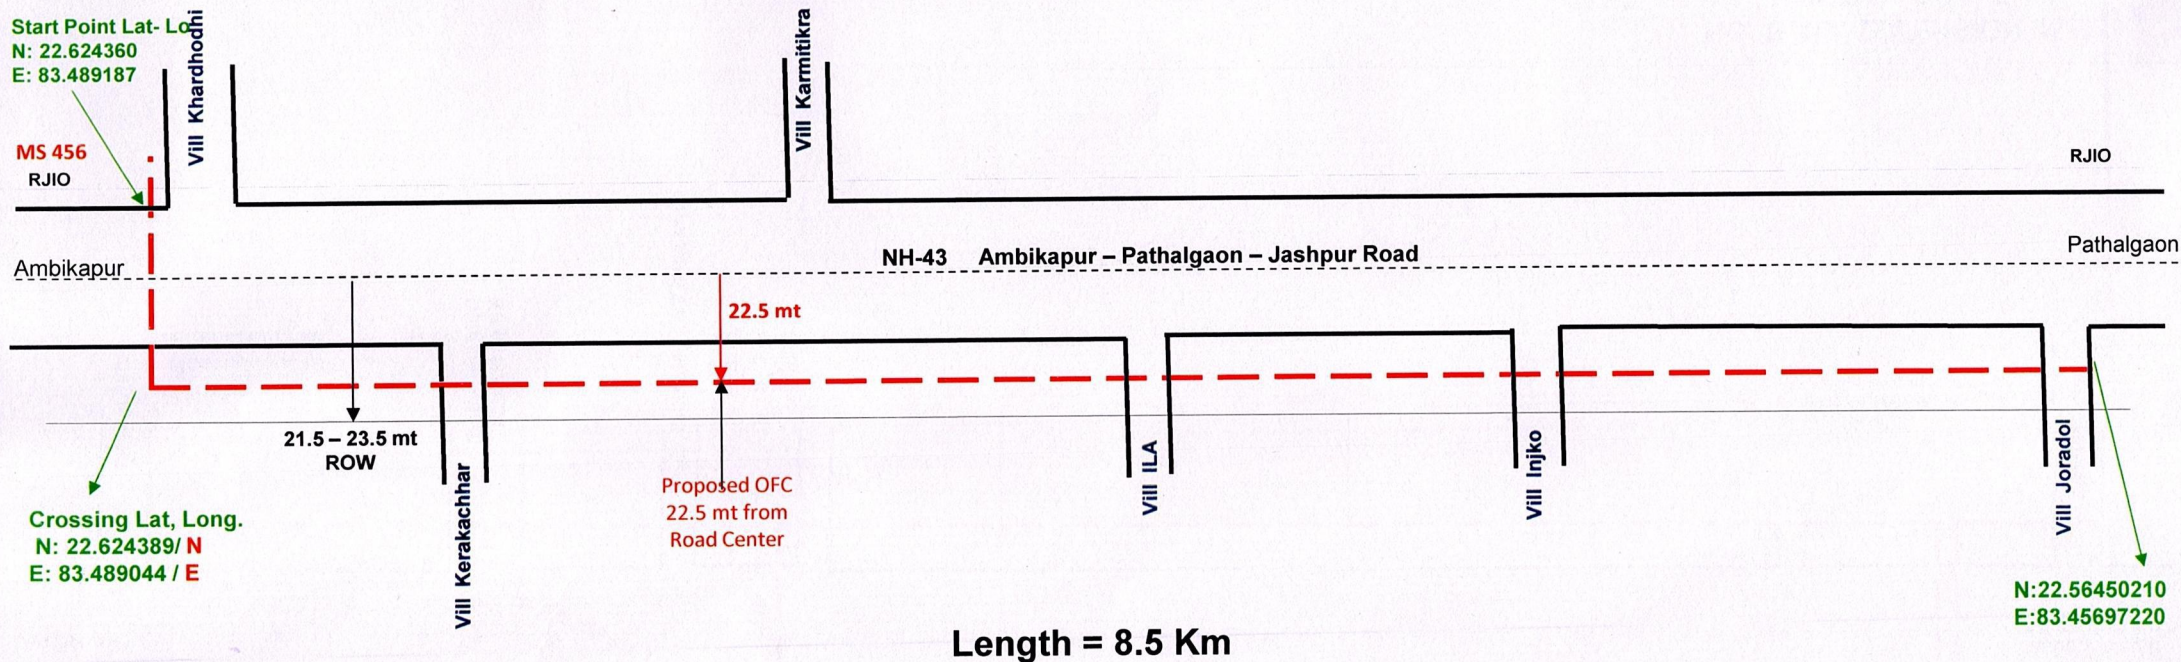 Start Point Lat- Lo
N: 22.624360
E: 83.489187
Vill Khardhodhi
Vill Karmitikra
MS 456
RJIO
RJIO
NH-43 Ambikapur – Pathalgaon – Jashpur Road
Ambikapur
Pathalgaon
22.5 mt
21.5 – 23.5 mt
ROW
Proposed OFC
22.5 mt from
Road Center
Crossing Lat, Long.
N: 22.624389/ N
E: 83.489044 / E
Vill Kerakachhar
Vill ILA
Vill Injko
Vill Joradol
N:22.56450210
E:83.45697220
Length = 8.5 Km